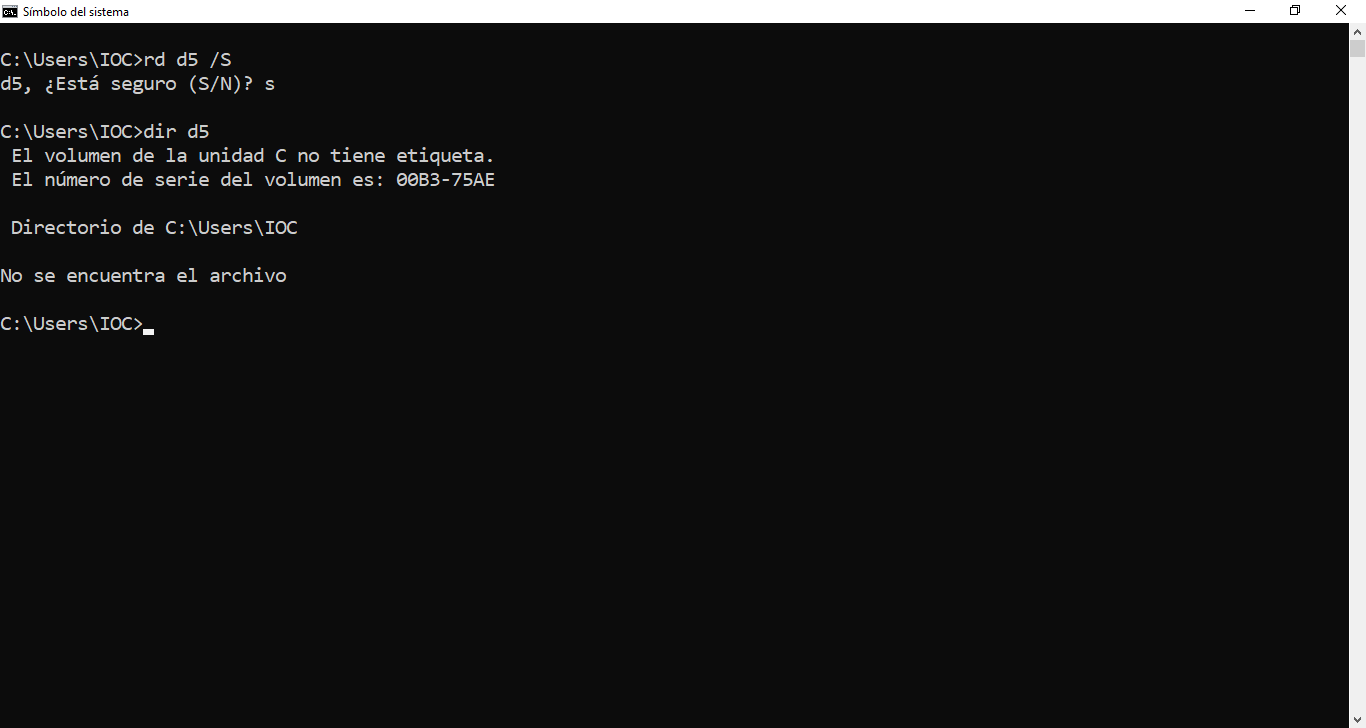 Símbolo del sistema
C:\Users\IOC>rd d5 /S
d5, ¿Está seguro (S/N)? s
C:\Users\IOC>dir d5
El volumen de la unidad C no tiene etiqueta.
El número de serie del volumen es: 00B3-75AE
Directorio de C:\Users\IOC
No se encuentra el archivo
C:\Users\IOC>